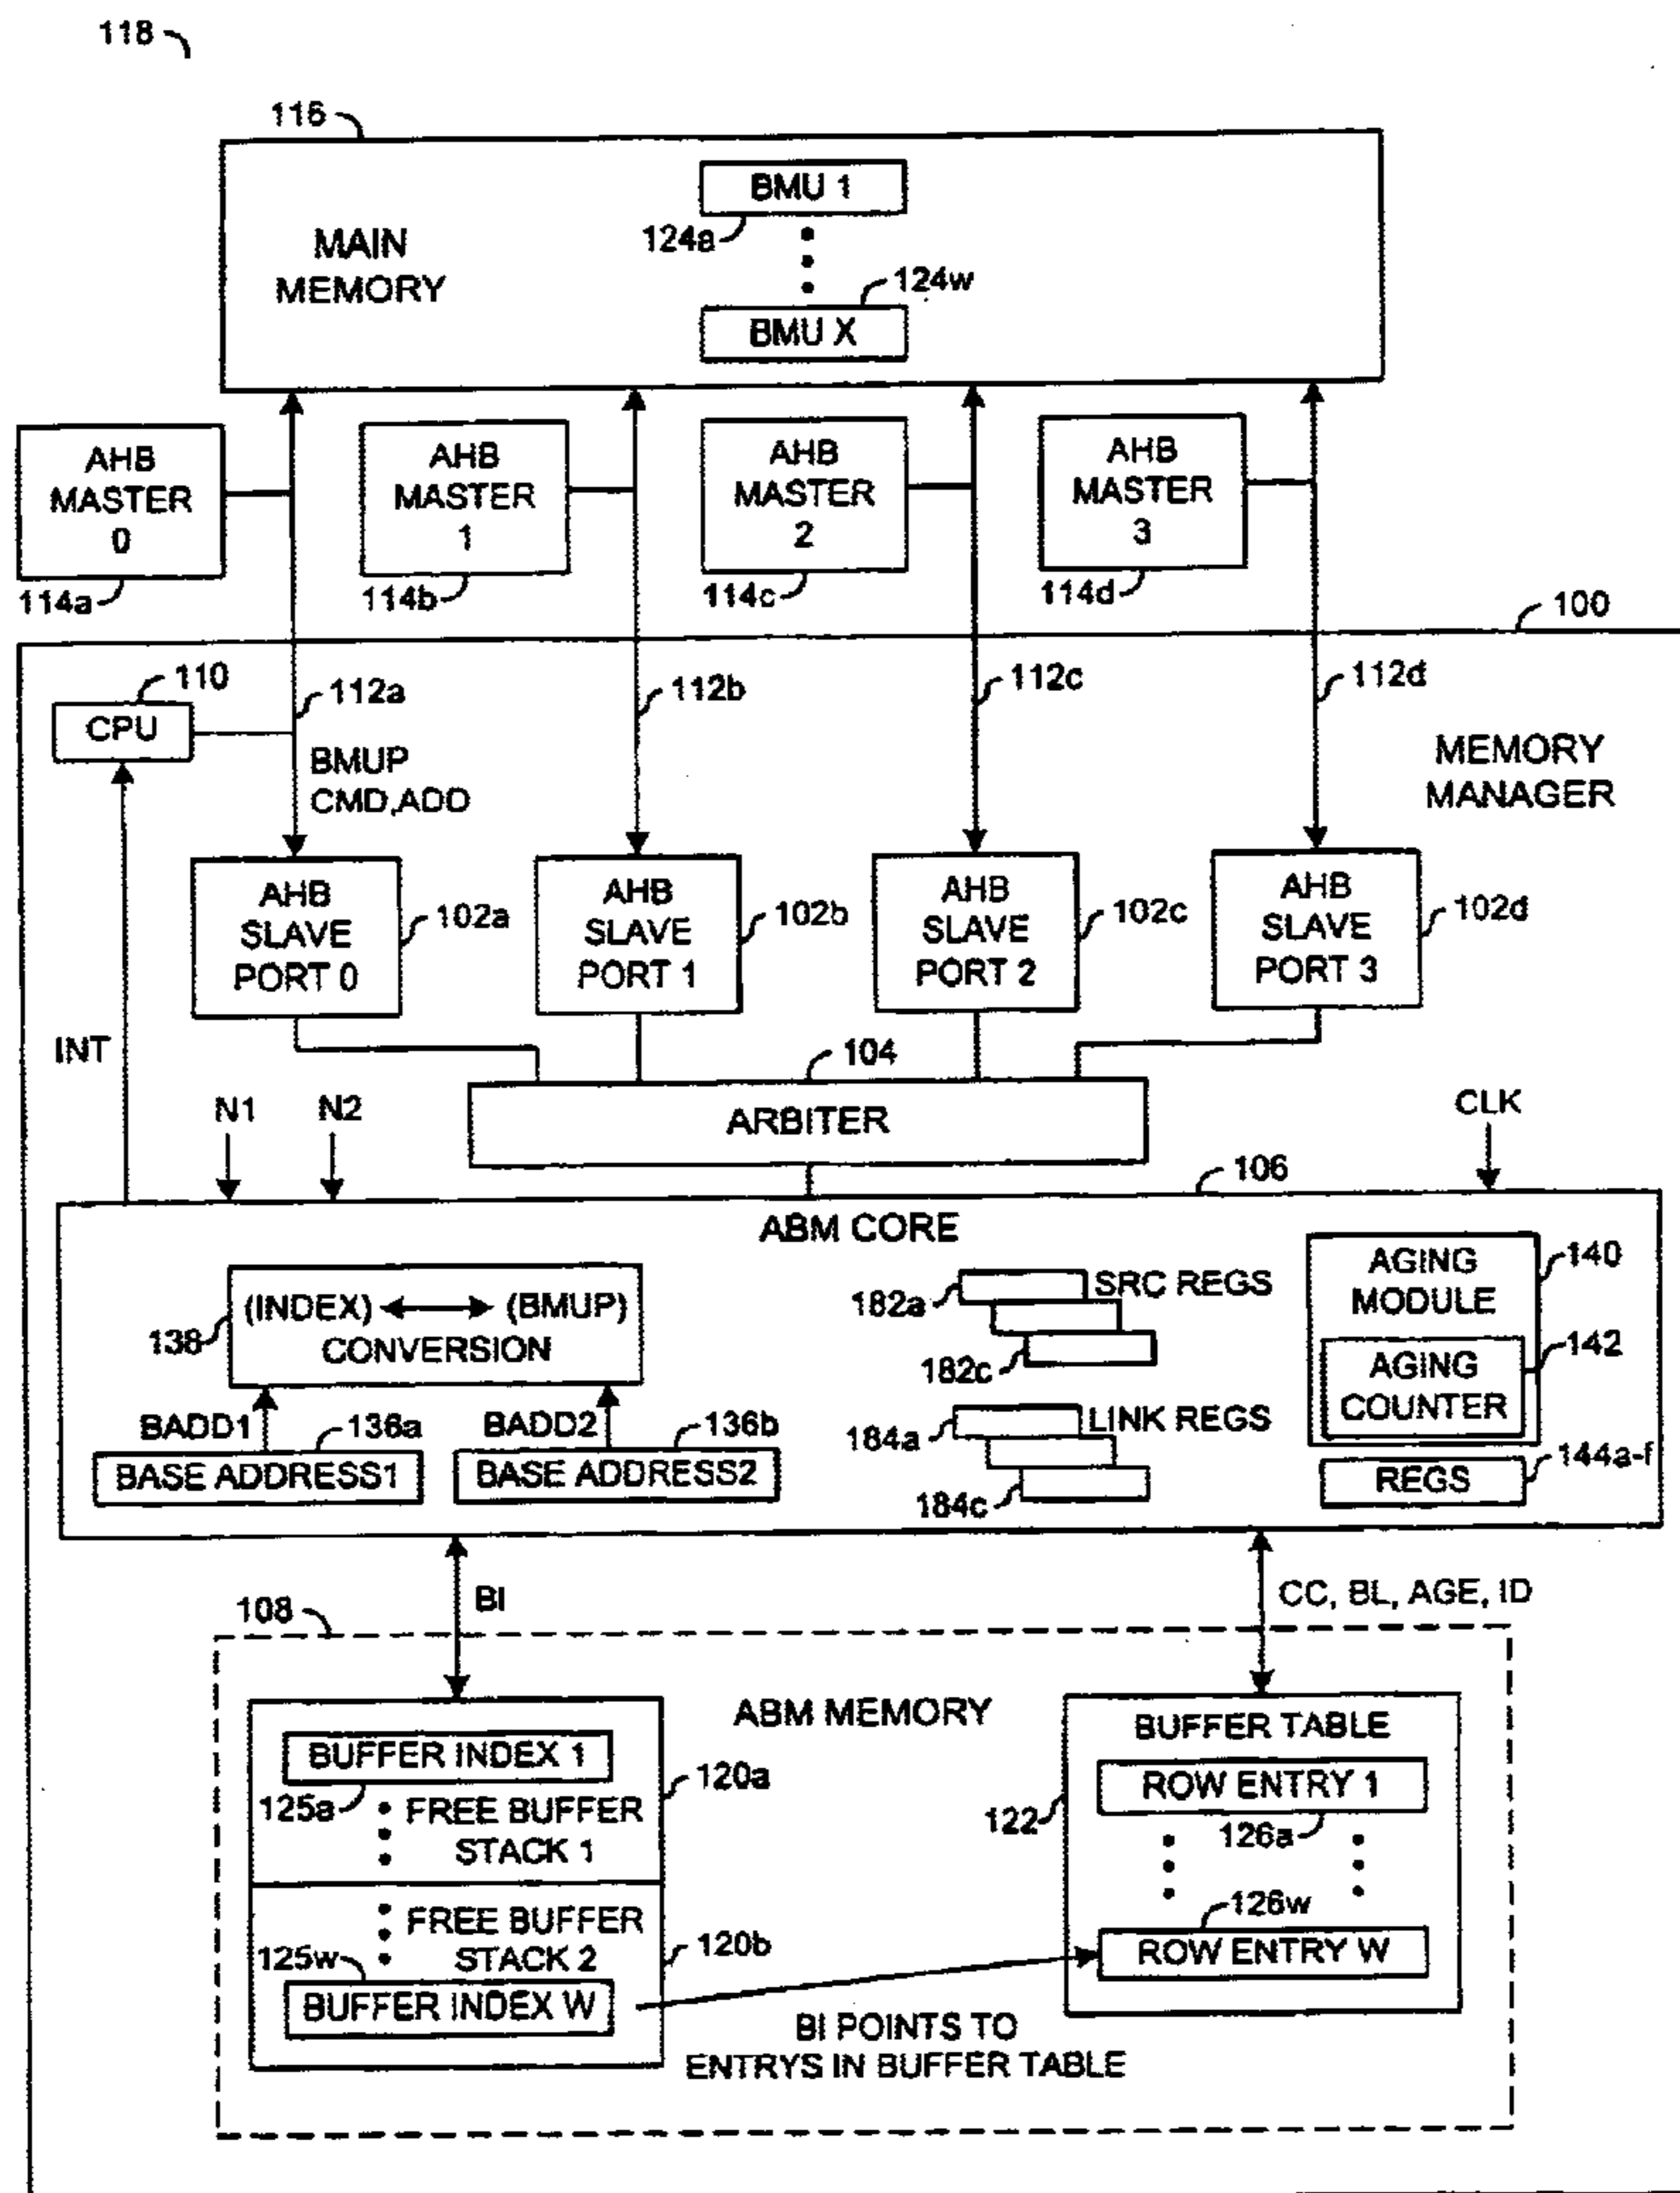 118
116
BMU 1
124a
MAIN
MEMORY
124w
BMU X
AHB
MASTER
0
114a
AHB
MASTER
1
114b
AHB
MASTER
2
114c
AHB
MASTER
3
114d
100
110
CPU
112a
112b
112c
112d
BMUP
CMD,ADD
MEMORY
MANAGER
AHB
SLAVE
PORT 0
102a
AHB
SLAVE
PORT 1
102b
AHB
SLAVE
PORT 2
102c
AHB
SLAVE
PORT 3
102d
INT
104
N1
N2
ARBITER
CLK
106
ABM CORE
(INDEX) (BMUP)
CONVERSION
138
BADD1
136a
BASE ADDRESS1
BADD2
136b
BASE ADDRESS2
SRC REGS
182a
182c
LINK REGS
184a
184c
AGING
MODULE
140
AGING
COUNTER
142
REGS
144a-f
BI
CC, BL, AGE, ID
108
ABM MEMORY
BUFFER INDEX 1
125a
FREE BUFFER
STACK 1
120a
FREE BUFFER
STACK 2
120b
125w
BUFFER INDEX W
BUFFER TABLE
ROW ENTRY 1
122
126a
126w
ROW ENTRY W
BI POINTS TO
ENTRYS IN BUFFER TABLE